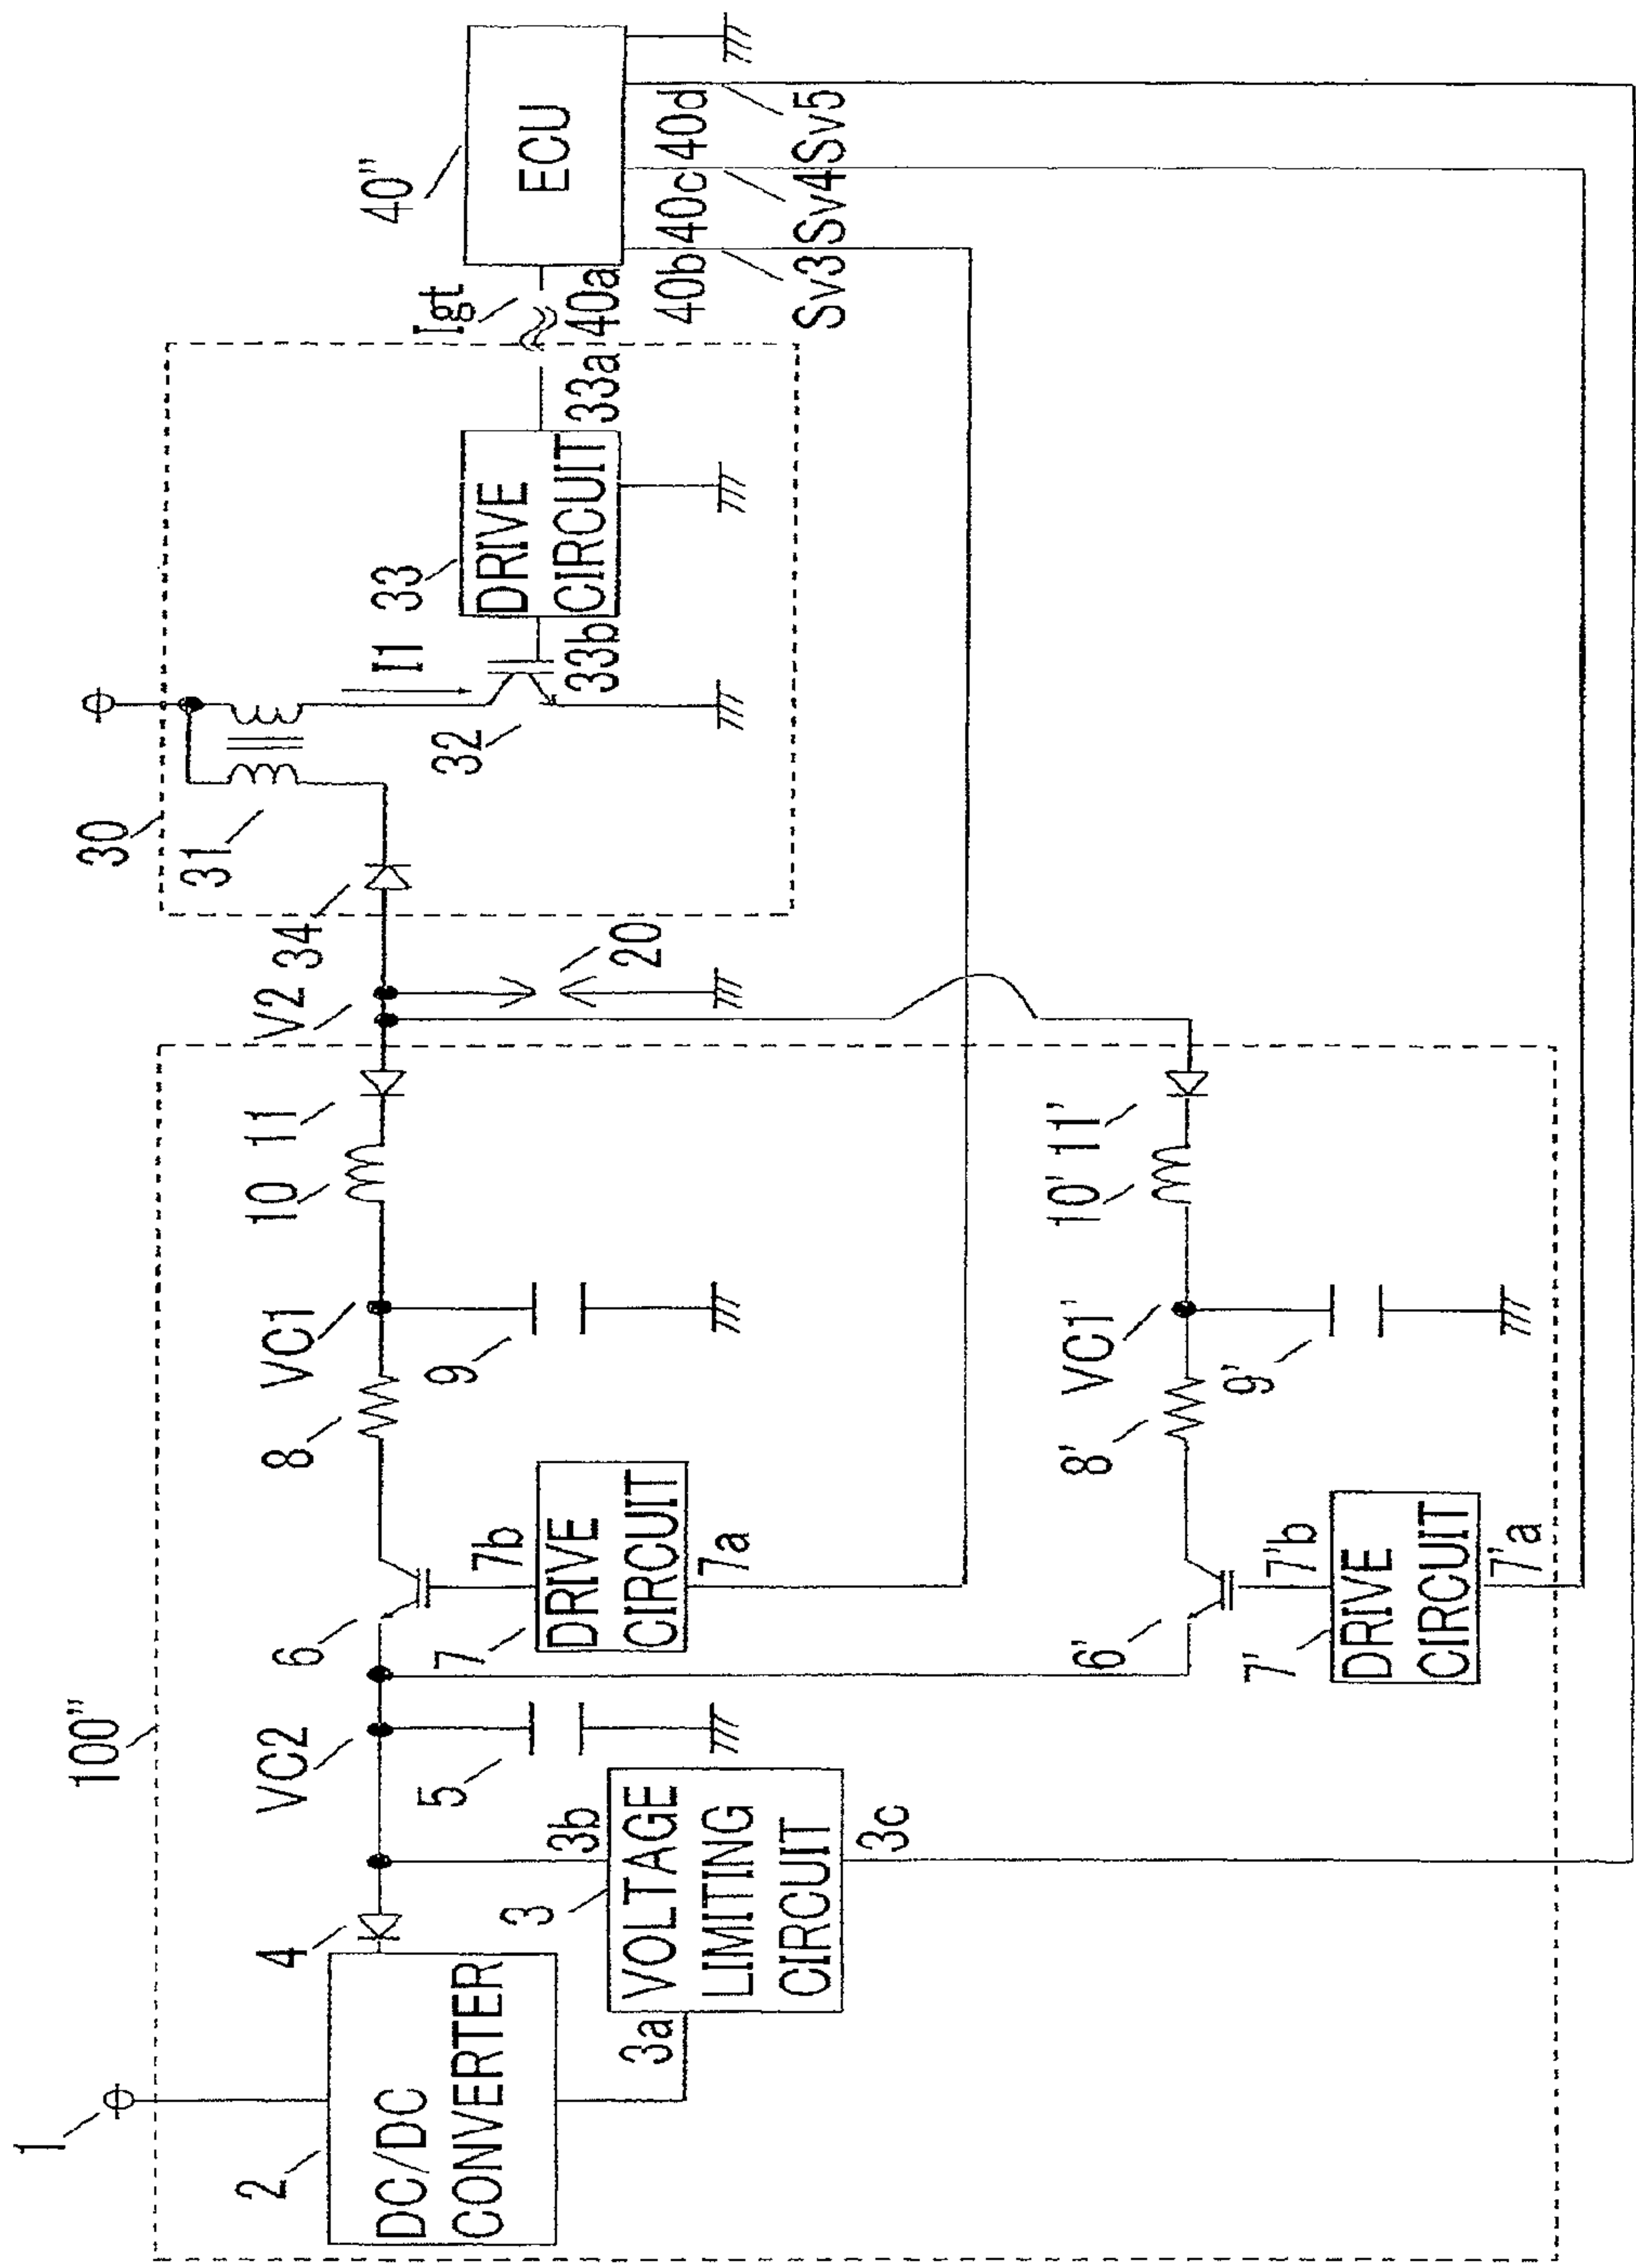 1
2
DC/DC
CONVERTER
100"
4
3a
3
VOLTAGE
LIMITING
CIRCUIT
3b
3c
VC2
5
6
7
DRIVE
CIRCUIT
7b
7a
8
VC1
9
10
11
6'
7'
DRIVE
CIRCUIT
7'b
7'a
8'
VC1'
9'
10'
11'
V2
20
30
31
34
32
I1
33
DRIVE
CIRCUIT
33b
33a
Igt
40a
40"
ECU
40b
40c
40d
Sv3
Sv4
Sv5